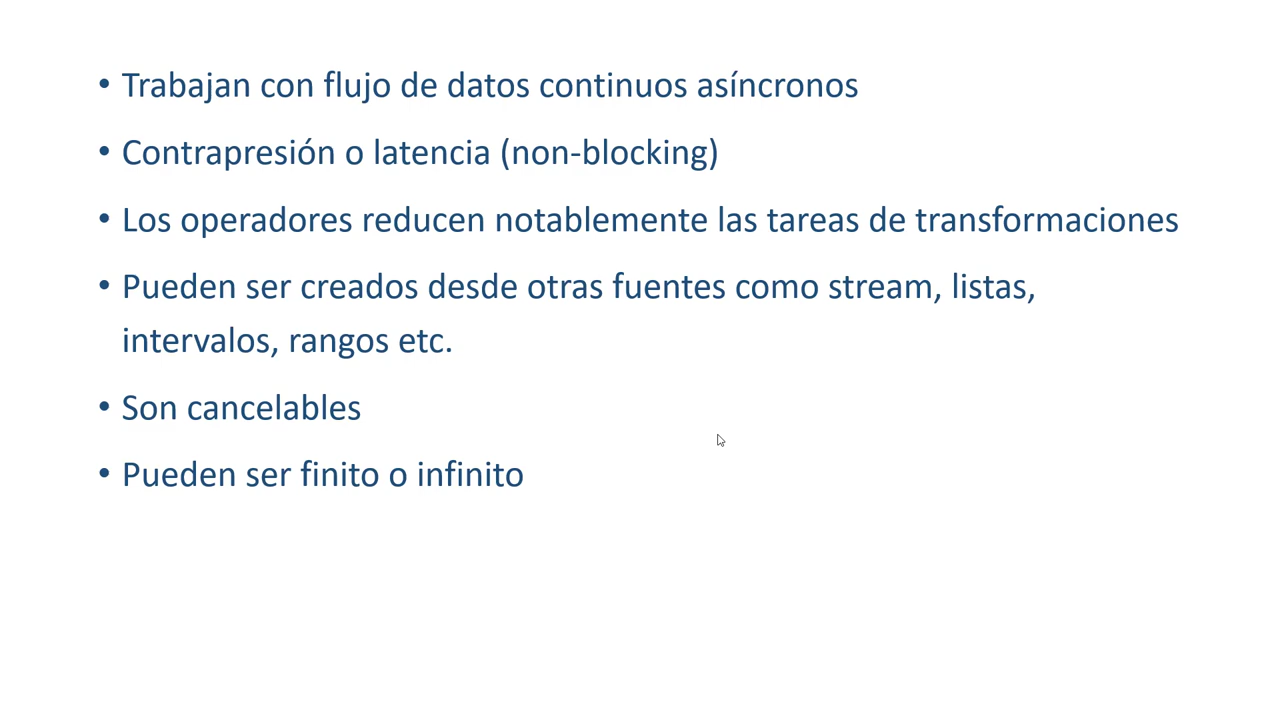 • Trabajan con flujo de datos continuos asíncronos
• Contrapresión o latencia (non-blocking)
• Los operadores reducen notablemente las tareas de transformaciones
• Pueden ser creados desde otras fuentes como stream, listas,
intervalos, rangos etc.
• Son cancelables
• Pueden ser finito o infinito